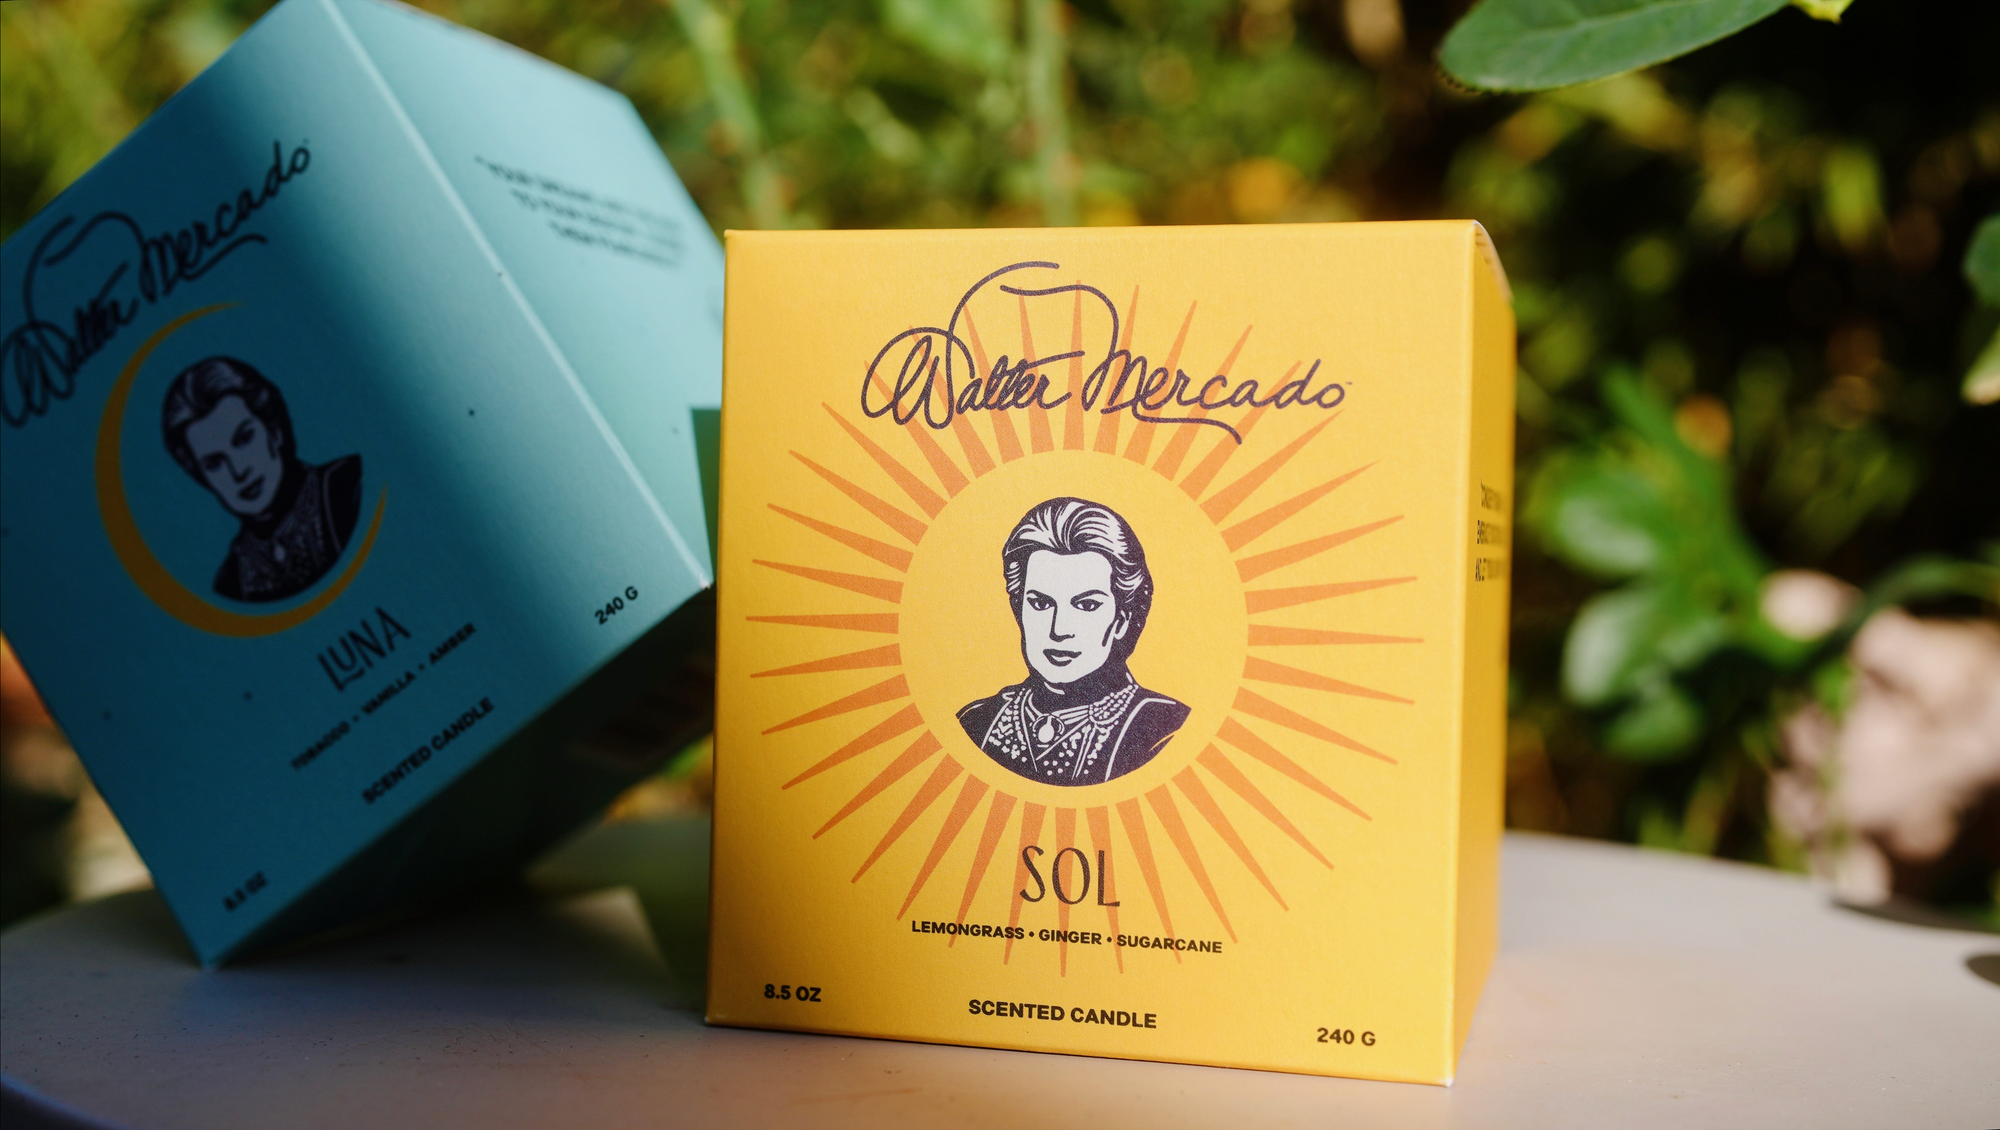 Walter Mercado
LUNA
TOBACCO • VANILLA • AMBER
SCENTED CANDLE
8.5 OZ
240 G
Walter Mercado
SOL
LEMONGRASS • GINGER • SUGARCANE
8.5 OZ
SCENTED CANDLE
240 G